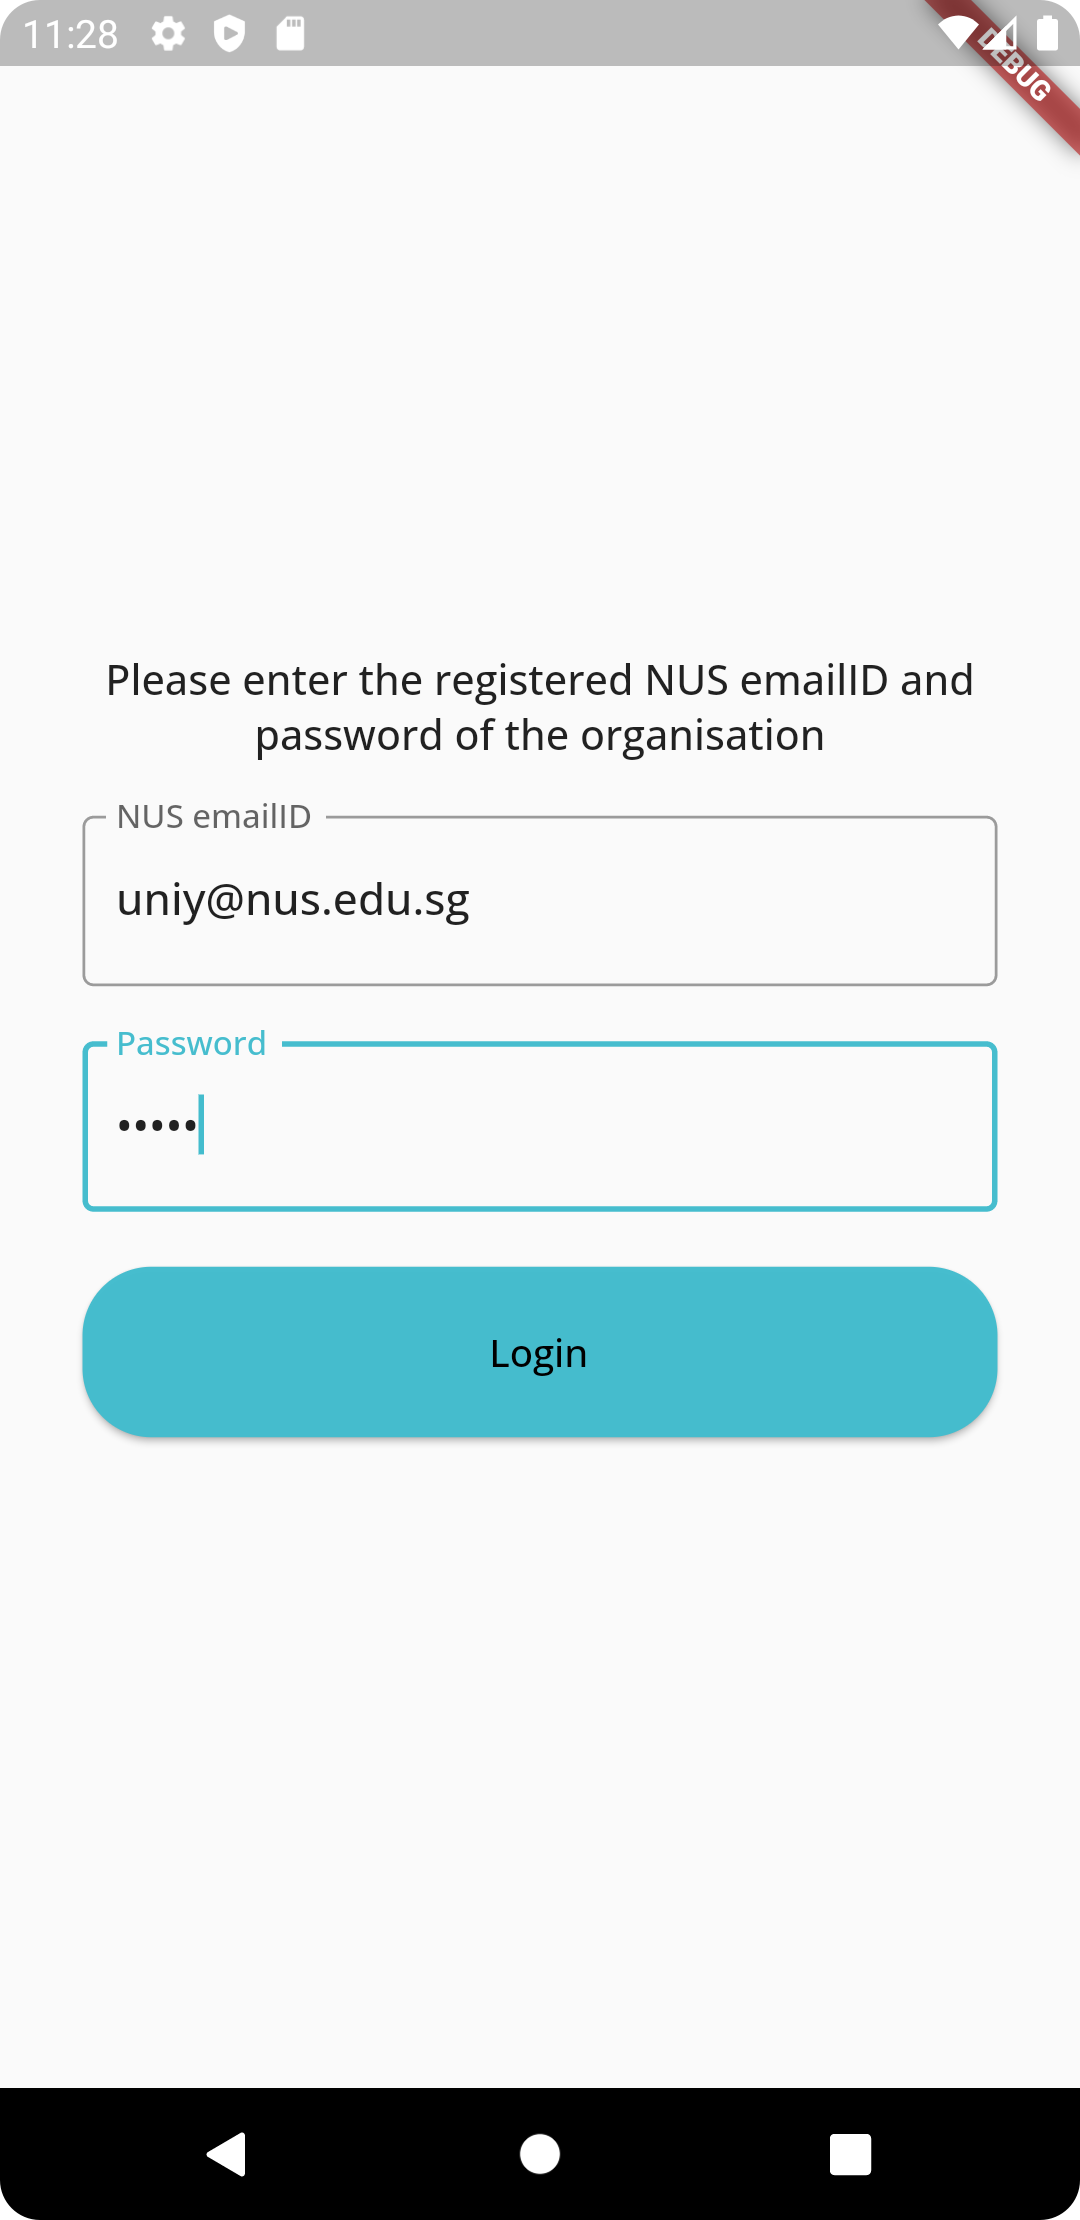 11:28
DEBUG
Please enter the registered NUS emailID and
password of the organisation
NUS emailID
uniy@nus.edu.sg
Password
•••••
Login